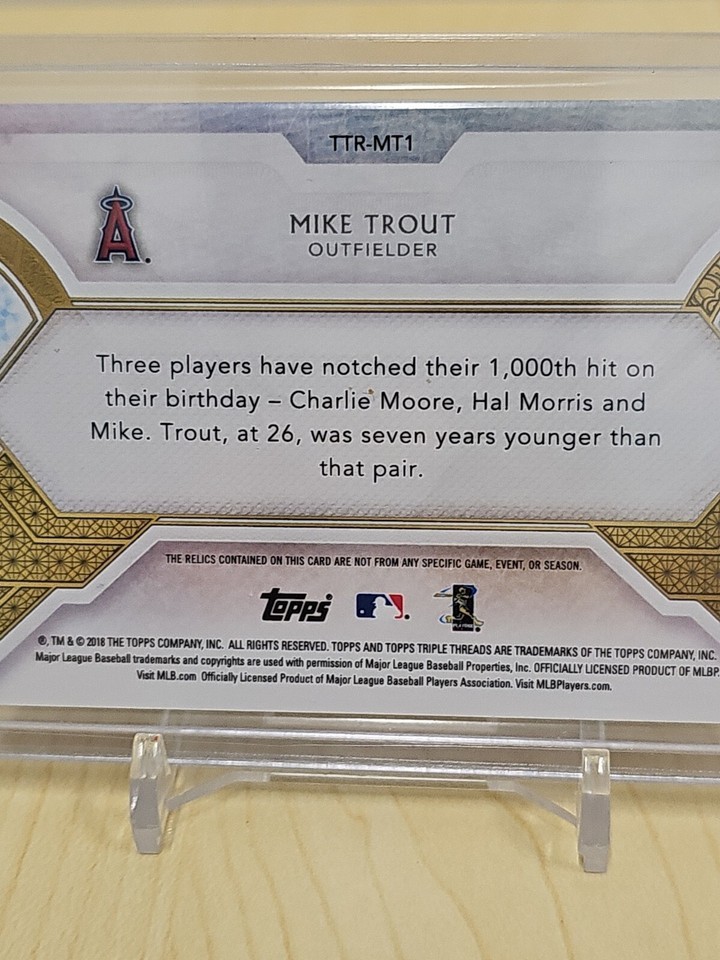 TTR-MT1
A
MIKE TROUT
OUTFIELDER
Three players have notched their 1,000th hit on
their birthday – Charlie Moore, Hal Morris and
Mike. Trout, at 26, was seven years younger than
that pair.
THE RELICS CONTAINED ON THIS CARD ARE NOT FROM ANY SPECIFIC GAME, EVENT, OR SEASON.
Topps
®, TM & © 2018 THE TOPPS COMPANY, INC. ALL RIGHTS RESERVED. TOPPS AND TOPPS TRIPLE THREADS ARE TRADEMARKS OF THE TOPPS COMPANY, INC.
Major League Baseball trademarks and copyrights are used with permission of Major League Baseball Properties, Inc. OFFICIALLY LICENSED PRODUCT OF MLBP.
Visit MLB.com Officially Licensed Product of Major League Baseball Players Association. Visit MLBPlayers.com.